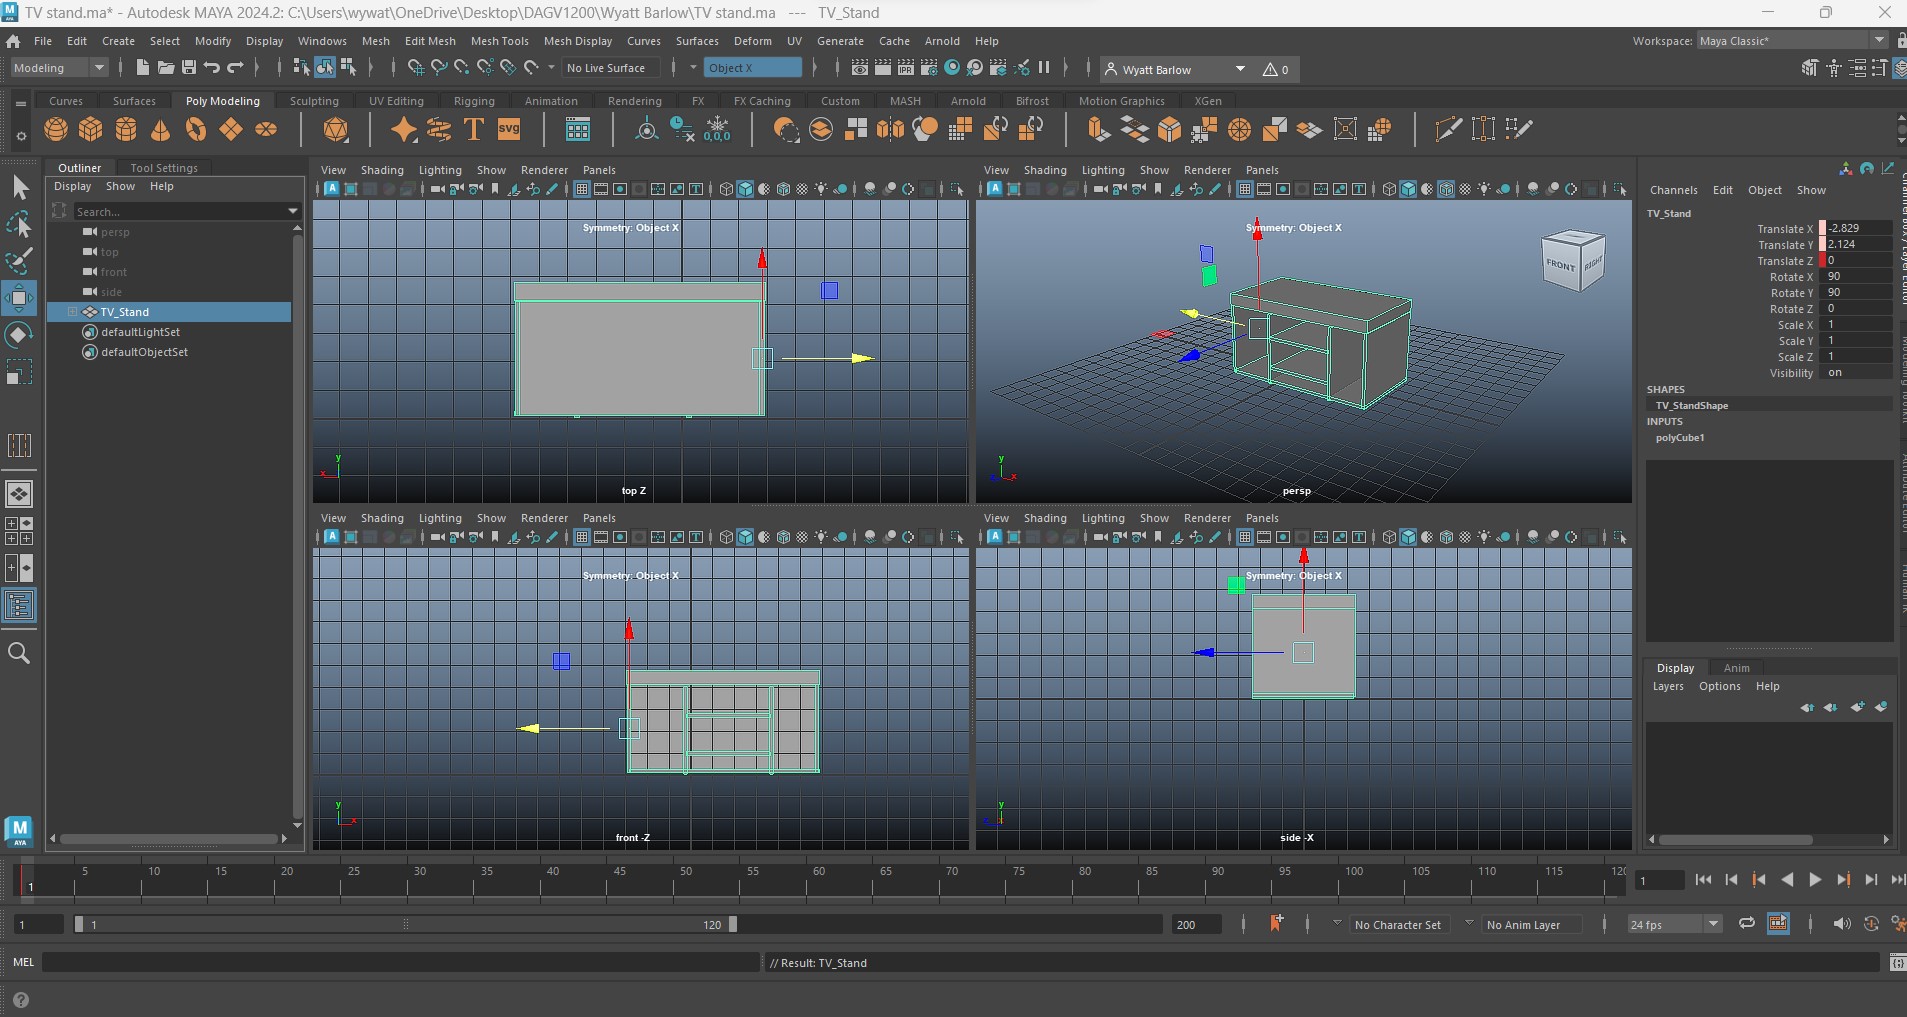 TV stand.ma* - Autodesk MAYA 2024.2: C:\Users\wywat\OneDrive\Desktop\DAGV1200\Wyatt Barlow\TV stand.ma --- TV_Stand
File Edit Create Select Modify Display Windows Mesh Edit Mesh Mesh Tools Mesh Display Curves Surfaces Deform UV Generate Cache Arnold Help
Workspace: Maya Classic*
Modeling No Live Surface Object X Wyatt Barlow 0
Curves Surfaces Poly Modeling Sculpting UV Editing Rigging Animation Rendering FX FX Caching Custom MASH Arnold Bifrost Motion Graphics XGen
Outliner Tool Settings
Display Show Help
Search...
persp
top
front
side
TV_Stand
defaultLightSet
defaultObjectSet
View Shading Lighting Show Renderer Panels
Symmetry: Object X
top Z
View Shading Lighting Show Renderer Panels
Symmetry: Object X
FRONT RIGHT
persp
View Shading Lighting Show Renderer Panels
Symmetry: Object X
front -Z
View Shading Lighting Show Renderer Panels
Symmetry: Object X
side -X
Channels Edit Object Show
TV_Stand
Translate X -2.829
Translate Y 2.124
Translate Z 0
Rotate X 90
Rotate Y 90
Rotate Z 0
Scale X 1
Scale Y 1
Scale Z 1
Visibility on
SHAPES
TV_StandShape
INPUTS
polyCube1
Display Anim
Layers Options Help
5 10 15 20 25 30 35 40 45 50 55 60 65 70 75 80 85 90 95 100 105 110 115 120
1 1
1 1 120 200 No Character Set No Anim Layer 24 fps
MEL // Result: TV_Stand